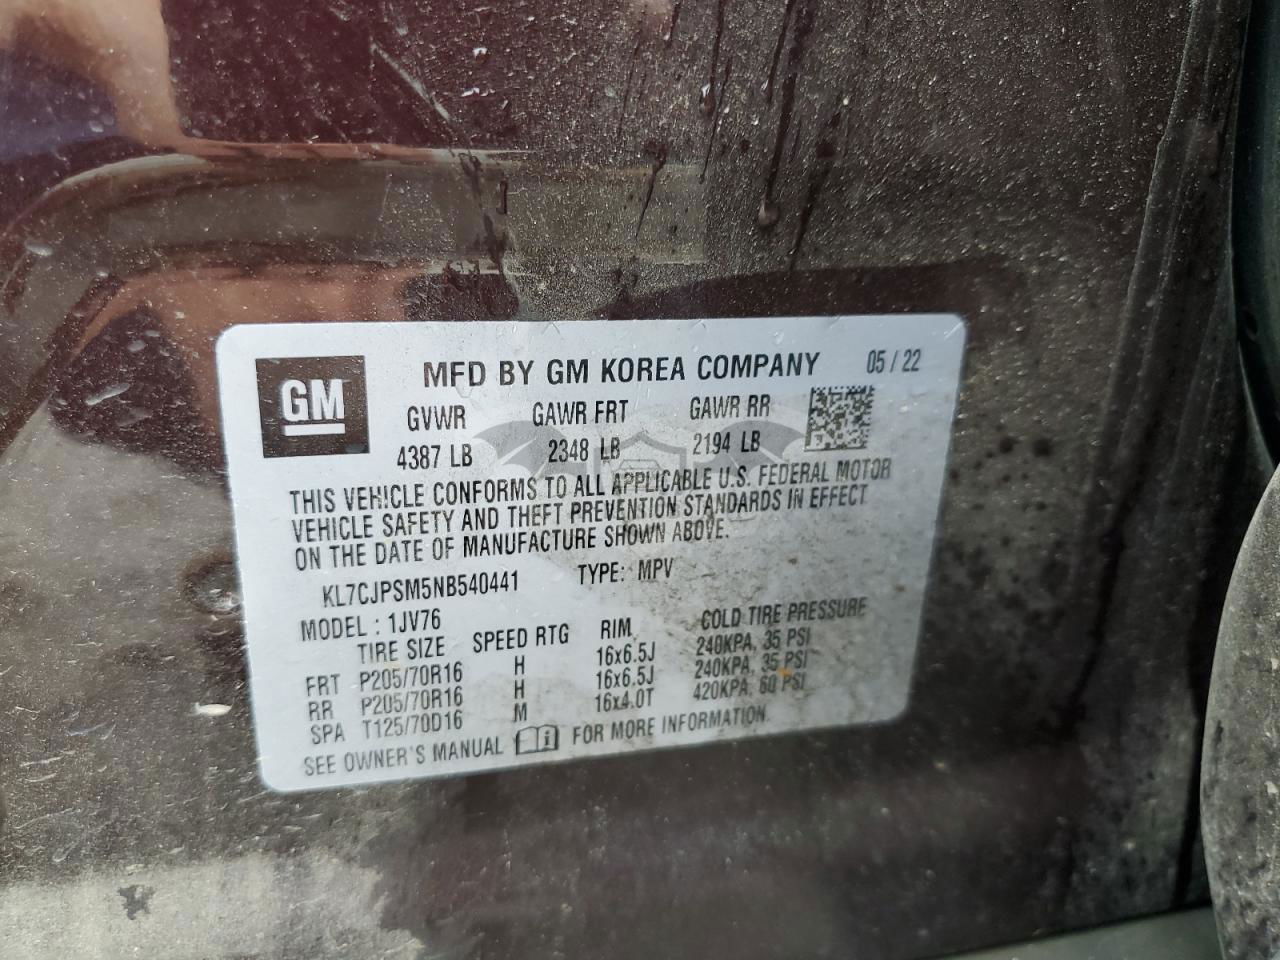 GM
MFD BY GM KOREA COMPANY 05 / 22
GVWR GAWR FRT GAWR RR
4387 LB 2348 LB 2194 LB
THIS VEHICLE CONFORMS TO ALL APPLICABLE U.S. FEDERAL MOTOR
VEHICLE SAFETY AND THEFT PREVENTION STANDARDS IN EFFECT
ON THE DATE OF MANUFACTURE SHOWN ABOVE.
KL7CJPSM5NB540441 TYPE: MPV
MODEL : 1JV76
TIRE SIZE SPEED RTG RIM COLD TIRE PRESSURE
FRT P205/70R16 H 16x6.5J 240KPA, 35 PSI
RR P205/70R16 H 16x6.5J 240KPA, 35 PSI
SPA T125/70D16 M 16x4.0T 420KPA, 60 PSI
SEE OWNER'S MANUAL FOR MORE INFORMATION.